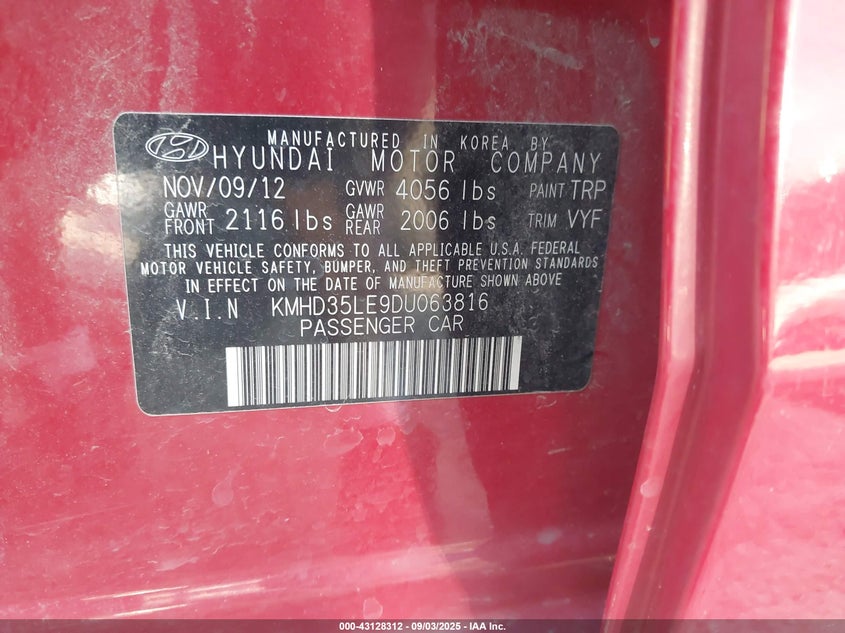 MANUFACTURED IN KOREA BY
HYUNDAI MOTOR COMPANY
NOV/09/12 GVWR 4056 lbs PAINT TRP
GAWR FRONT 2116 lbs GAWR REAR 2006 lbs TRIM VYF
THIS VEHICLE CONFORMS TO ALL APPLICABLE U.S.A. FEDERAL
MOTOR VEHICLE SAFETY, BUMPER, AND THEFT PREVENTION STANDARDS
IN EFFECT ON THE DATE OF MANUFACTURE SHOWN ABOVE
V.I.N KMHD35LE9DU063816
PASSENGER CAR
000-43128312 - 09/03/2025 - IAA Inc.